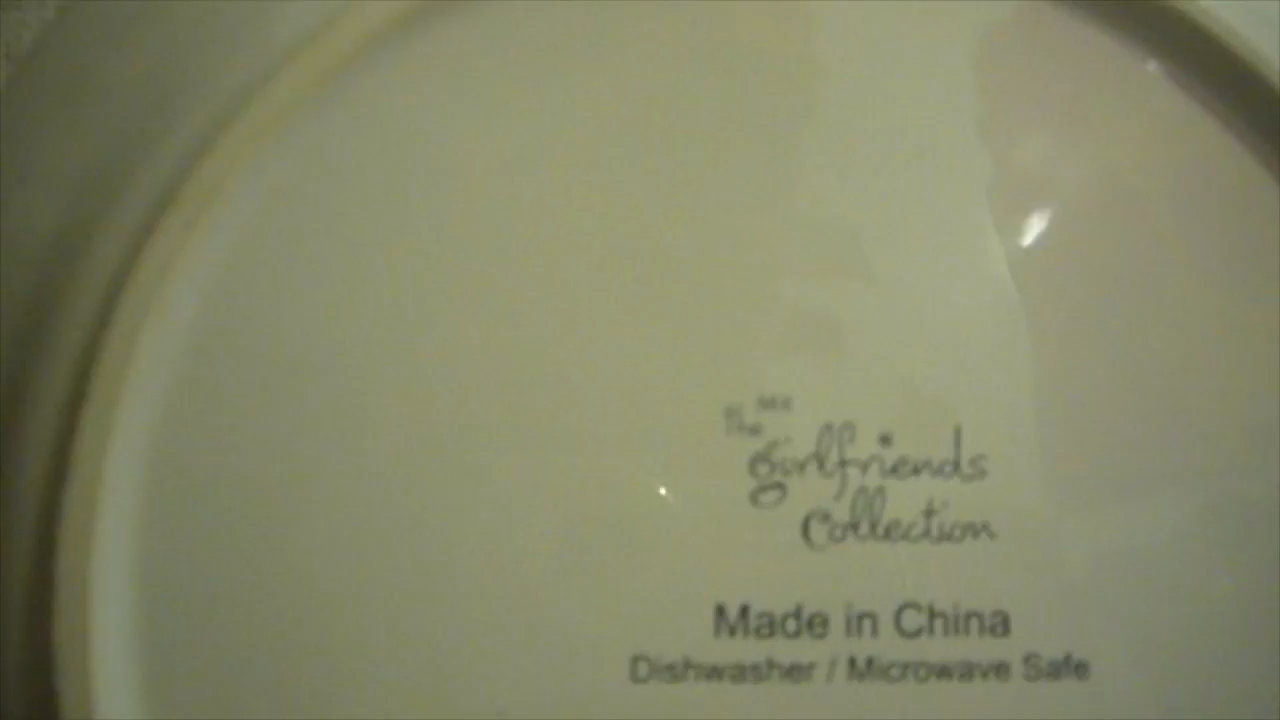 The
girlfriends
collection
Made in China
Dishwasher / Microwave Safe